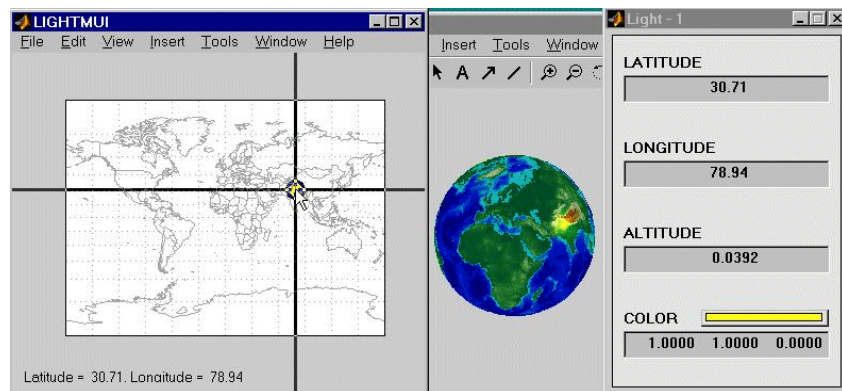 LIGHTMUI
File Edit View Insert Tools Window Help
Latitude = 30.71. Longitude = 78.94
Insert Tools Window
A
Light - 1
LATITUDE
30.71
LONGITUDE
78.94
ALTITUDE
0.0392
COLOR
1.0000 1.0000 0.0000